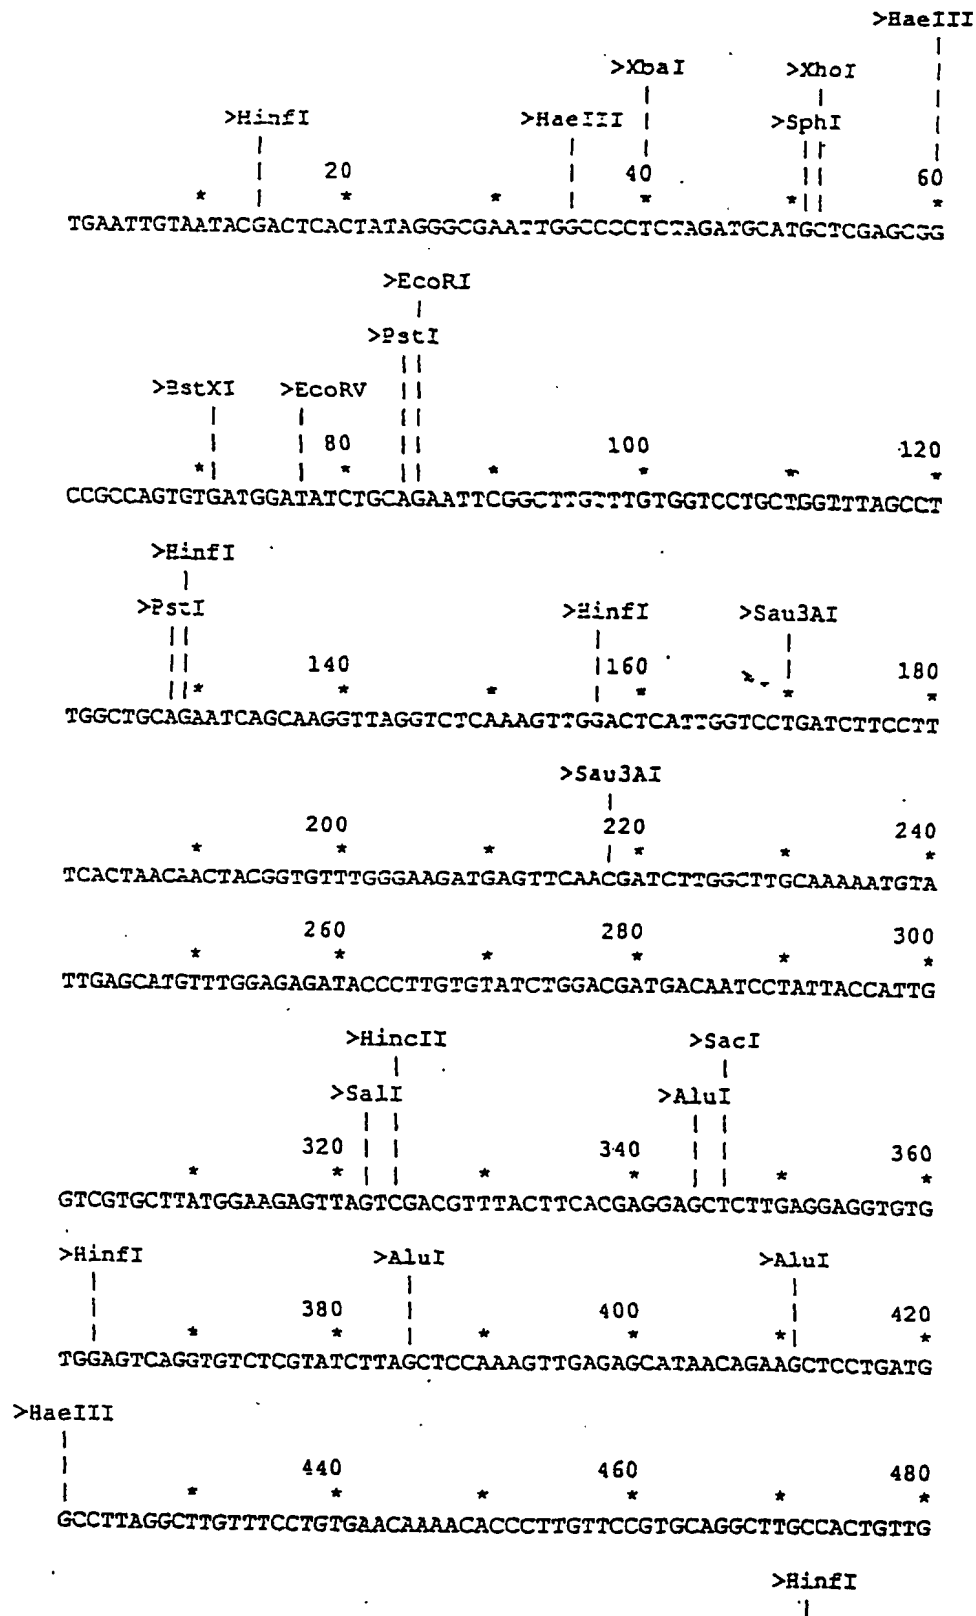 >HaeIII
>XbaI >XhoI
>HinfI >HaeIII >SphI
20 40 60
* * * * * *
TGAATTGTAATACGACTCACTATAGGGCGAATTGGCCCCTCTAGATGCATGCTCGAGCGG
>EcoRI
>PstI
>BstXI >EcoRV
80 100 120
* * * * * *
CCGCCAGTGTGATGGATATCTGCAGAATTCGGCTTGTTTGTGGTCCTGCTGGTTTAGCCT
>HinfI
>PstI >HinfI >Sau3AI
140 160 180
* * * * * *
TGGCTGCAGAATCAGCAAGGTTAGGTCTCAAAGTTGGACTCATTGGTCCTGATCTTCCTT
>Sau3AI
200 220 240
* * * * * *
TCACTAACAACTACGGTGTTTGGGAAGATGAGTTCAACGATCTTGGCTTGCAAAAATGTA
260 280 300
* * * * * *
TTGAGCATGTTTGGAGAGATACCCTTGTGTATCTGGACGATGACAATCCTATTACCATTG
>HincII >SacI
>SalI >AluI
320 340 360
* * * * * *
GTCGTGCTTATGGAAGAGTTAGTCGACGTTTACTTCACGAGGAGCTCTTGAGGAGGTGTG
>HinfI >AluI >AluI
380 400 420
* * * * * *
TGGAGTCAGGTGTCTCGTATCTTAGCTCCAAAGTTGAGAGCATAACAGAAGCTCCTGATG
>HaeIII
440 460 480
* * * * * *
GCCTTAGGCTTGTTTCCTGTGAACAAAACACCCTTGTTCCGTGCAGGCTTGCCACTGTTG
>HinfI